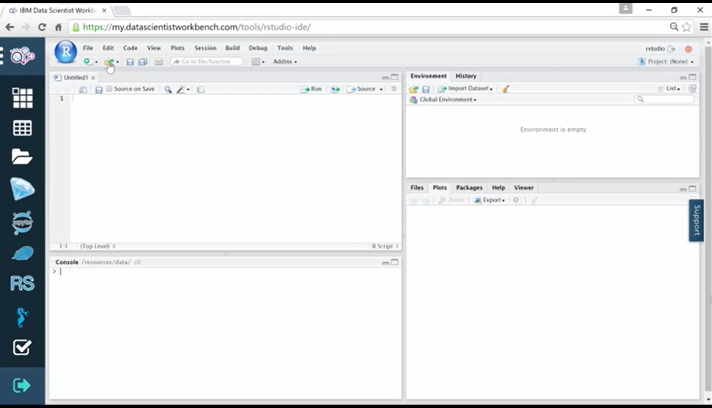 IBM Data Scientist Workb
https://my.datascientistworkbench.com/tools/rstudio-ide/
R File Edit Code View Plots Session Build Debug Tools Help rstudio
Go to file/function Addins Project: (None)
Untitled1
Source on Save Run Source
1
1:1 (Top Level) R Script
Console /resources/data/
>
Environment History
Import Dataset List
Global Environment
Environment is empty
Files Plots Packages Help Viewer
Zoom Export
Support
jupyter
RS